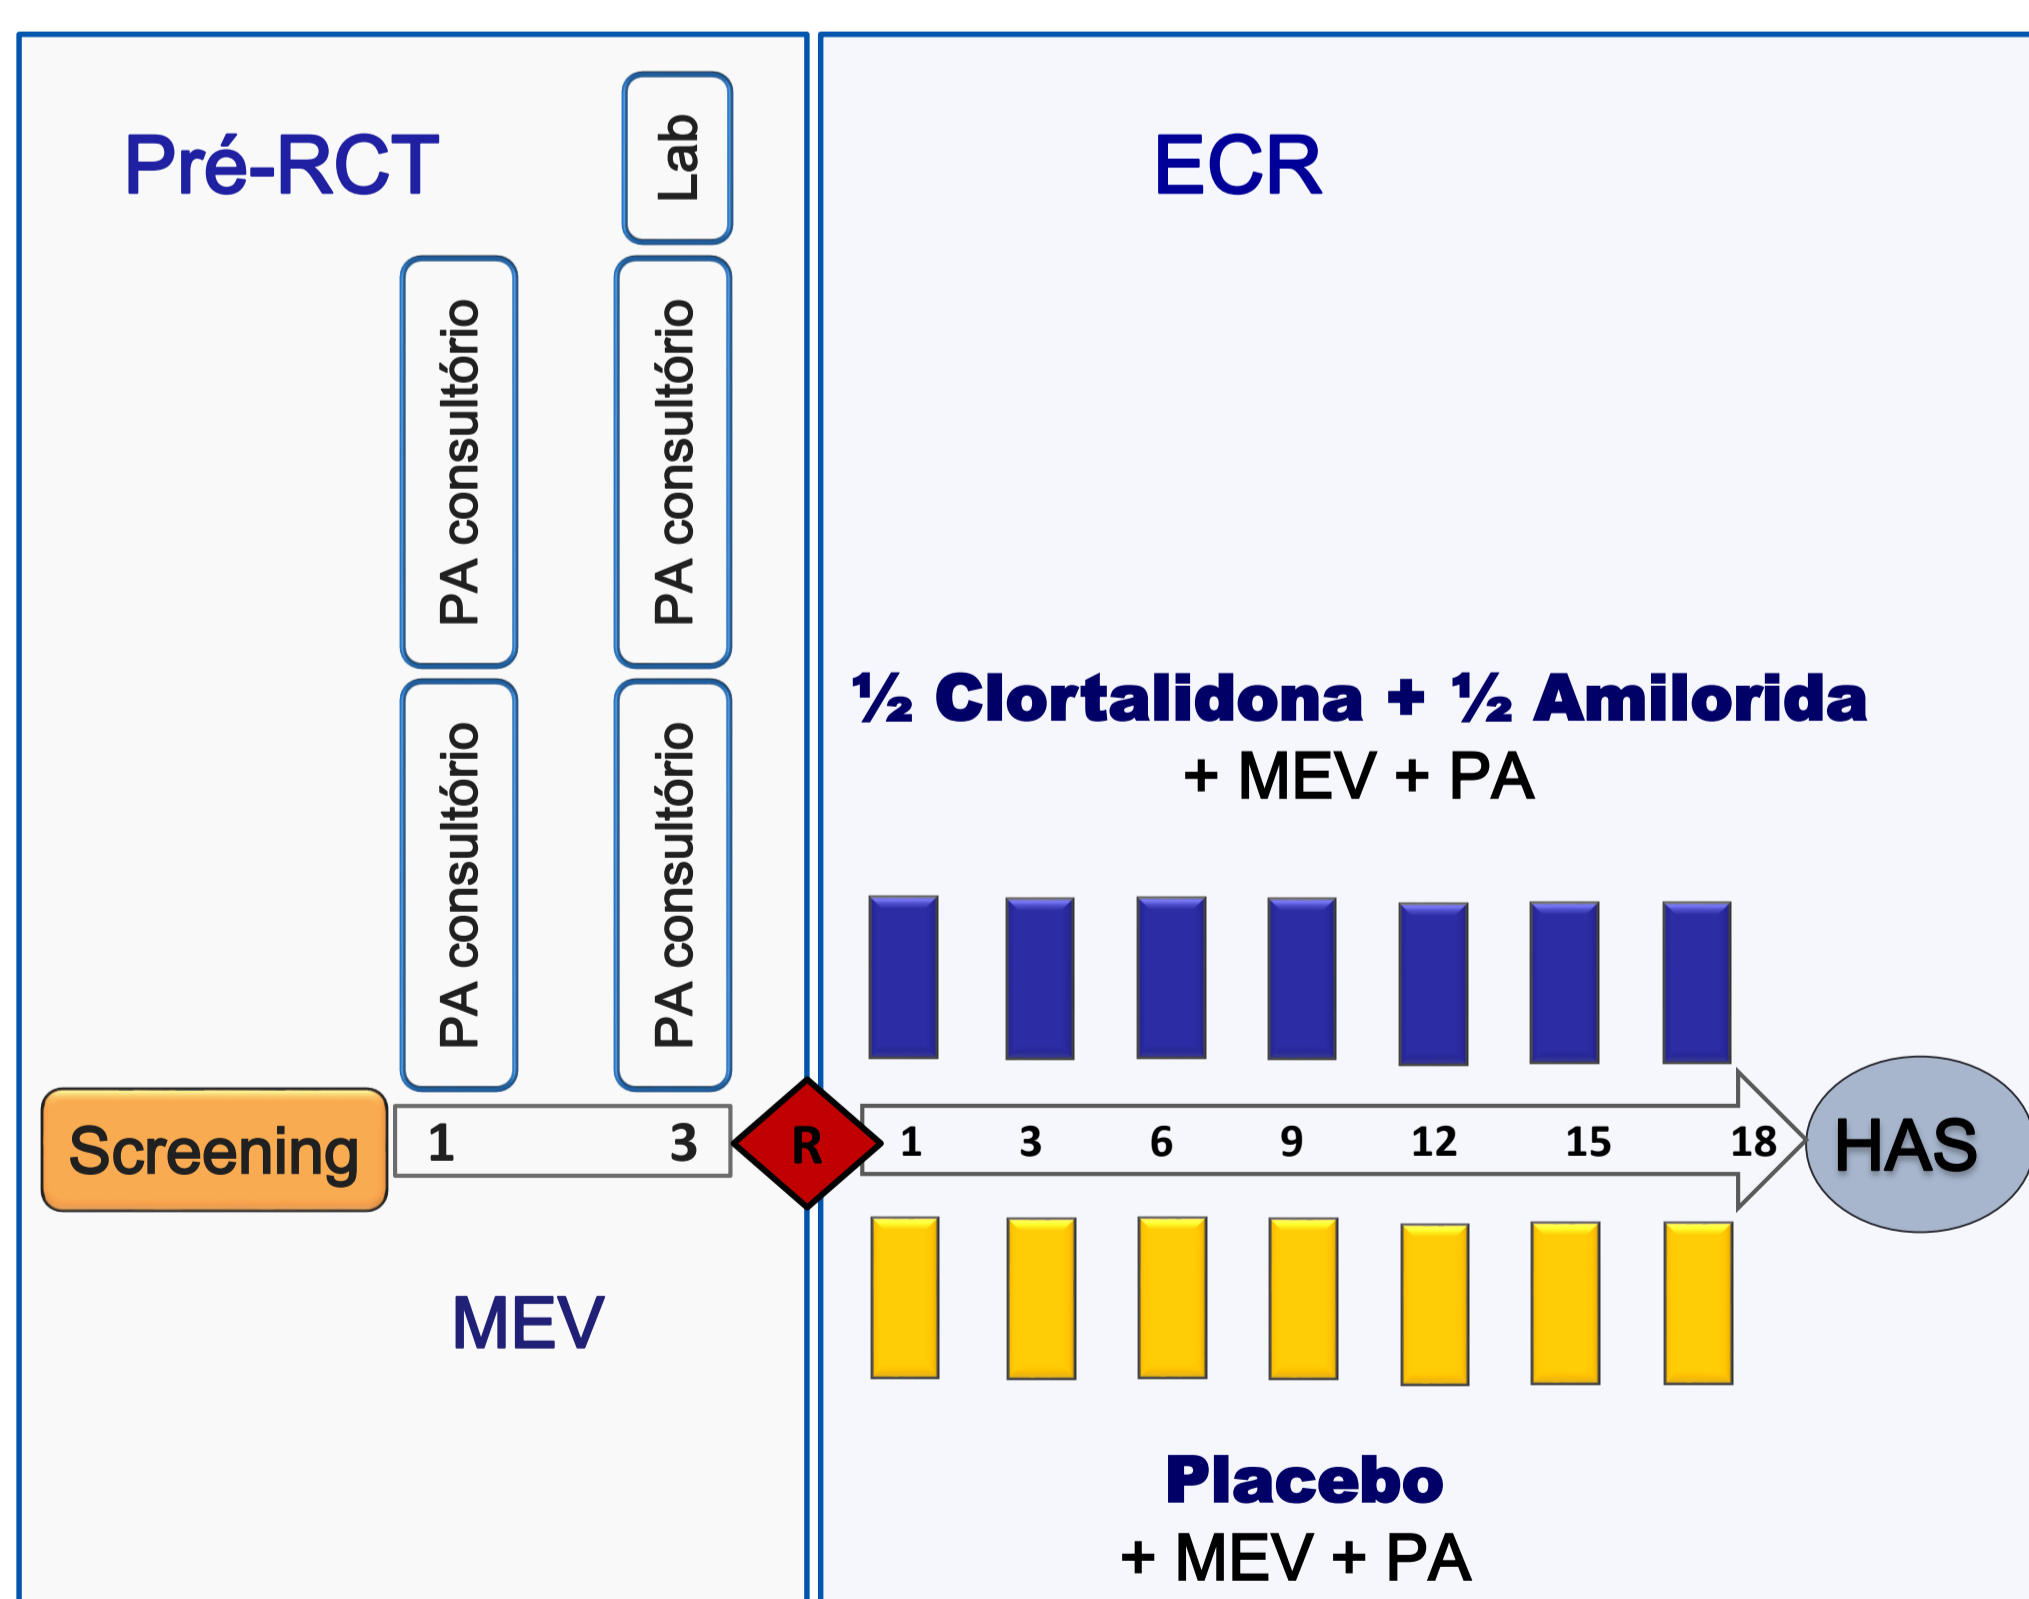 Pré-RCT
Lab
PA consultório
PA consultório
PA consultório
PA consultório
Screening
1
3
R
MEV
ECR
½ Clortalidona + ½ Amilorida
+ MEV + PA
1 3 6 9 12 15 18
HAS
Placebo
+ MEV + PA